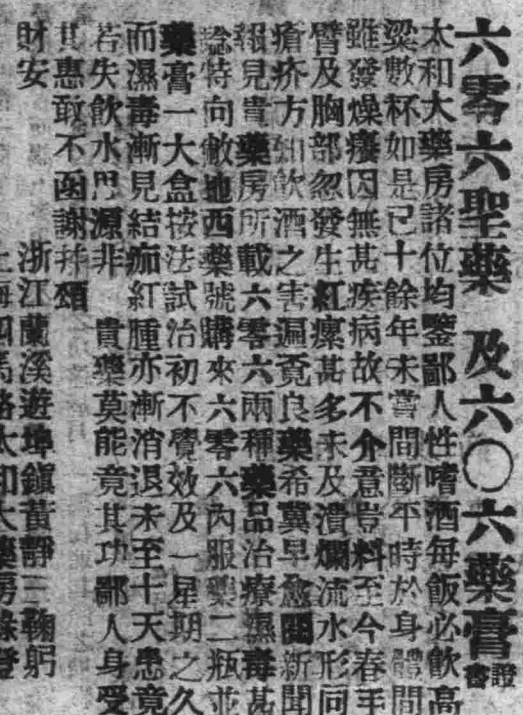 六零六聖藥 及六〇六藥膏證書
太和大藥房諸位均鑒鄙人性嗜酒每飯必飲高
粱數杯如是已十餘年未嘗間斷平時於身體間
雖發燥癢因無甚疾病故不介意豈料至今春手
臂及胸部忽發生紅瘰甚多未及潰爛流水形同
瘡疥方知飲酒之害遍覓良藥希冀早愈閱新聞
報見貴藥房所載六零六兩種藥品治療濕毒甚
驗特向敝地西藥號購來六零六內服藥二瓶並
藥膏一大盒按法試治初不覺效及一星期之久
而濕毒漸見結痂紅腫亦漸消退未至十天患竟
若失飲水思源非 貴藥莫能竟其功鄙人身受
其惠敢不函謝并頌
財安 浙江蘭溪遊埠鎮黃靜三鞠躬
上海四馬路太和大藥房錄登